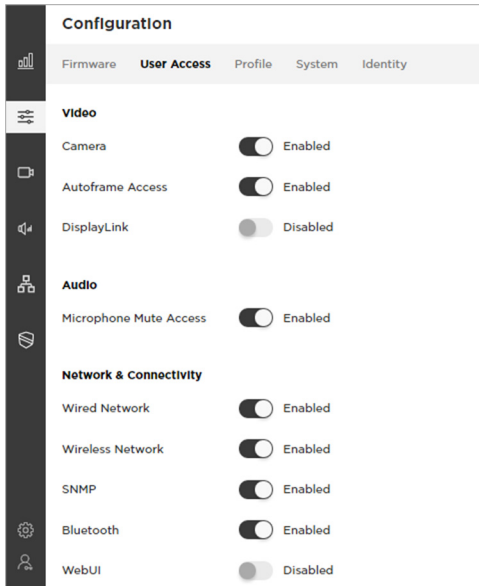 Configuration
Firmware User Access Profile System Identity
Video
Camera Enabled
Autoframe Access Enabled
DisplayLink Disabled
Audio
Microphone Mute Access Enabled
Network & Connectivity
Wired Network Enabled
Wireless Network Enabled
SNMP Enabled
Bluetooth Enabled
WebUI Disabled